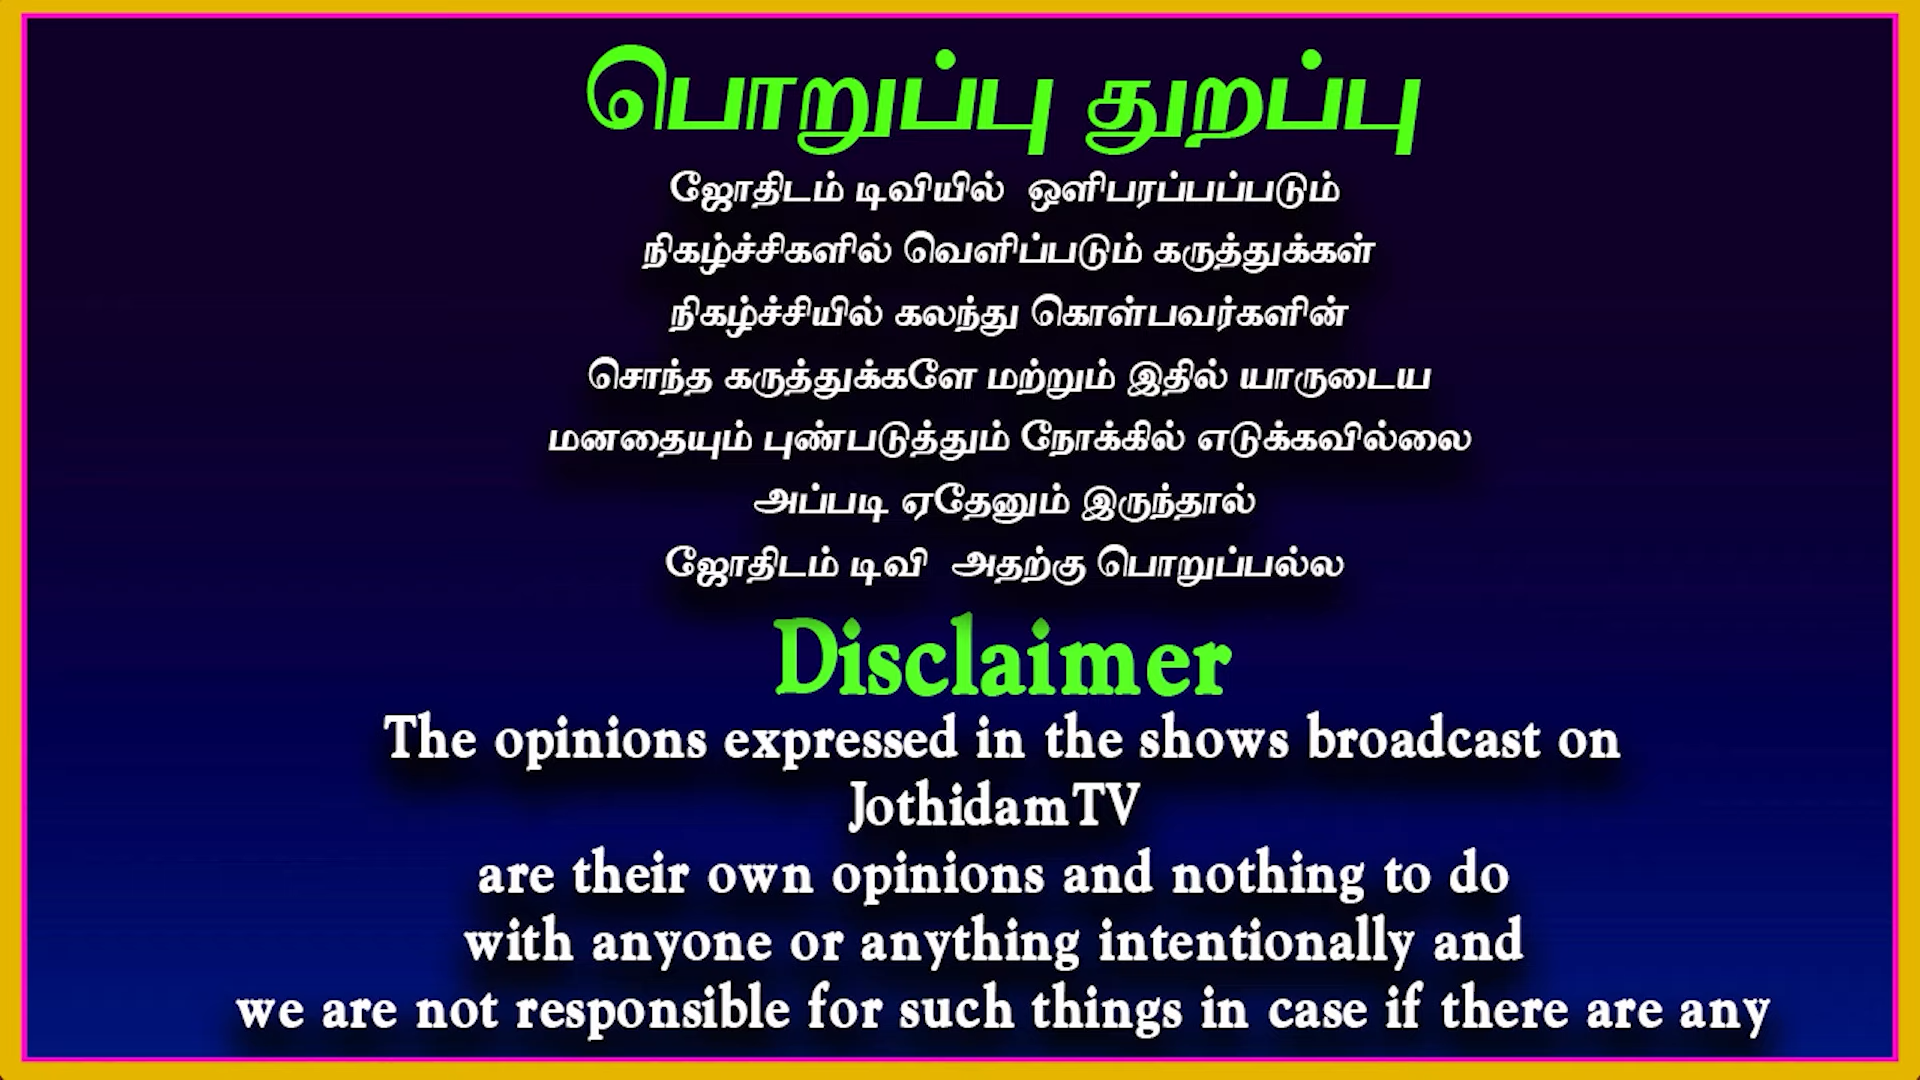 பொறுப்பு துறப்பு
ஜோதிடம் டிவியில் ஒளிபரப்பப்படும்
நிகழ்ச்சிகளில் வெளிப்படும் கருத்துக்கள்
நிகழ்ச்சியில் கலந்து கொள்பவர்களின்
சொந்த கருத்துக்களே மற்றும் இதில் யாருடைய
மனதையும் புண்படுத்தும் நோக்கில் எடுக்கவில்லை
அப்படி ஏதேனும் இருந்தால்
ஜோதிடம் டிவி அதற்கு பொறுப்பல்ல
Disclaimer
The opinions expressed in the shows broadcast on
JothidamTV
are their own opinions and nothing to do
with anyone or anything intentionally and
we are not responsible for such things in case if there are any